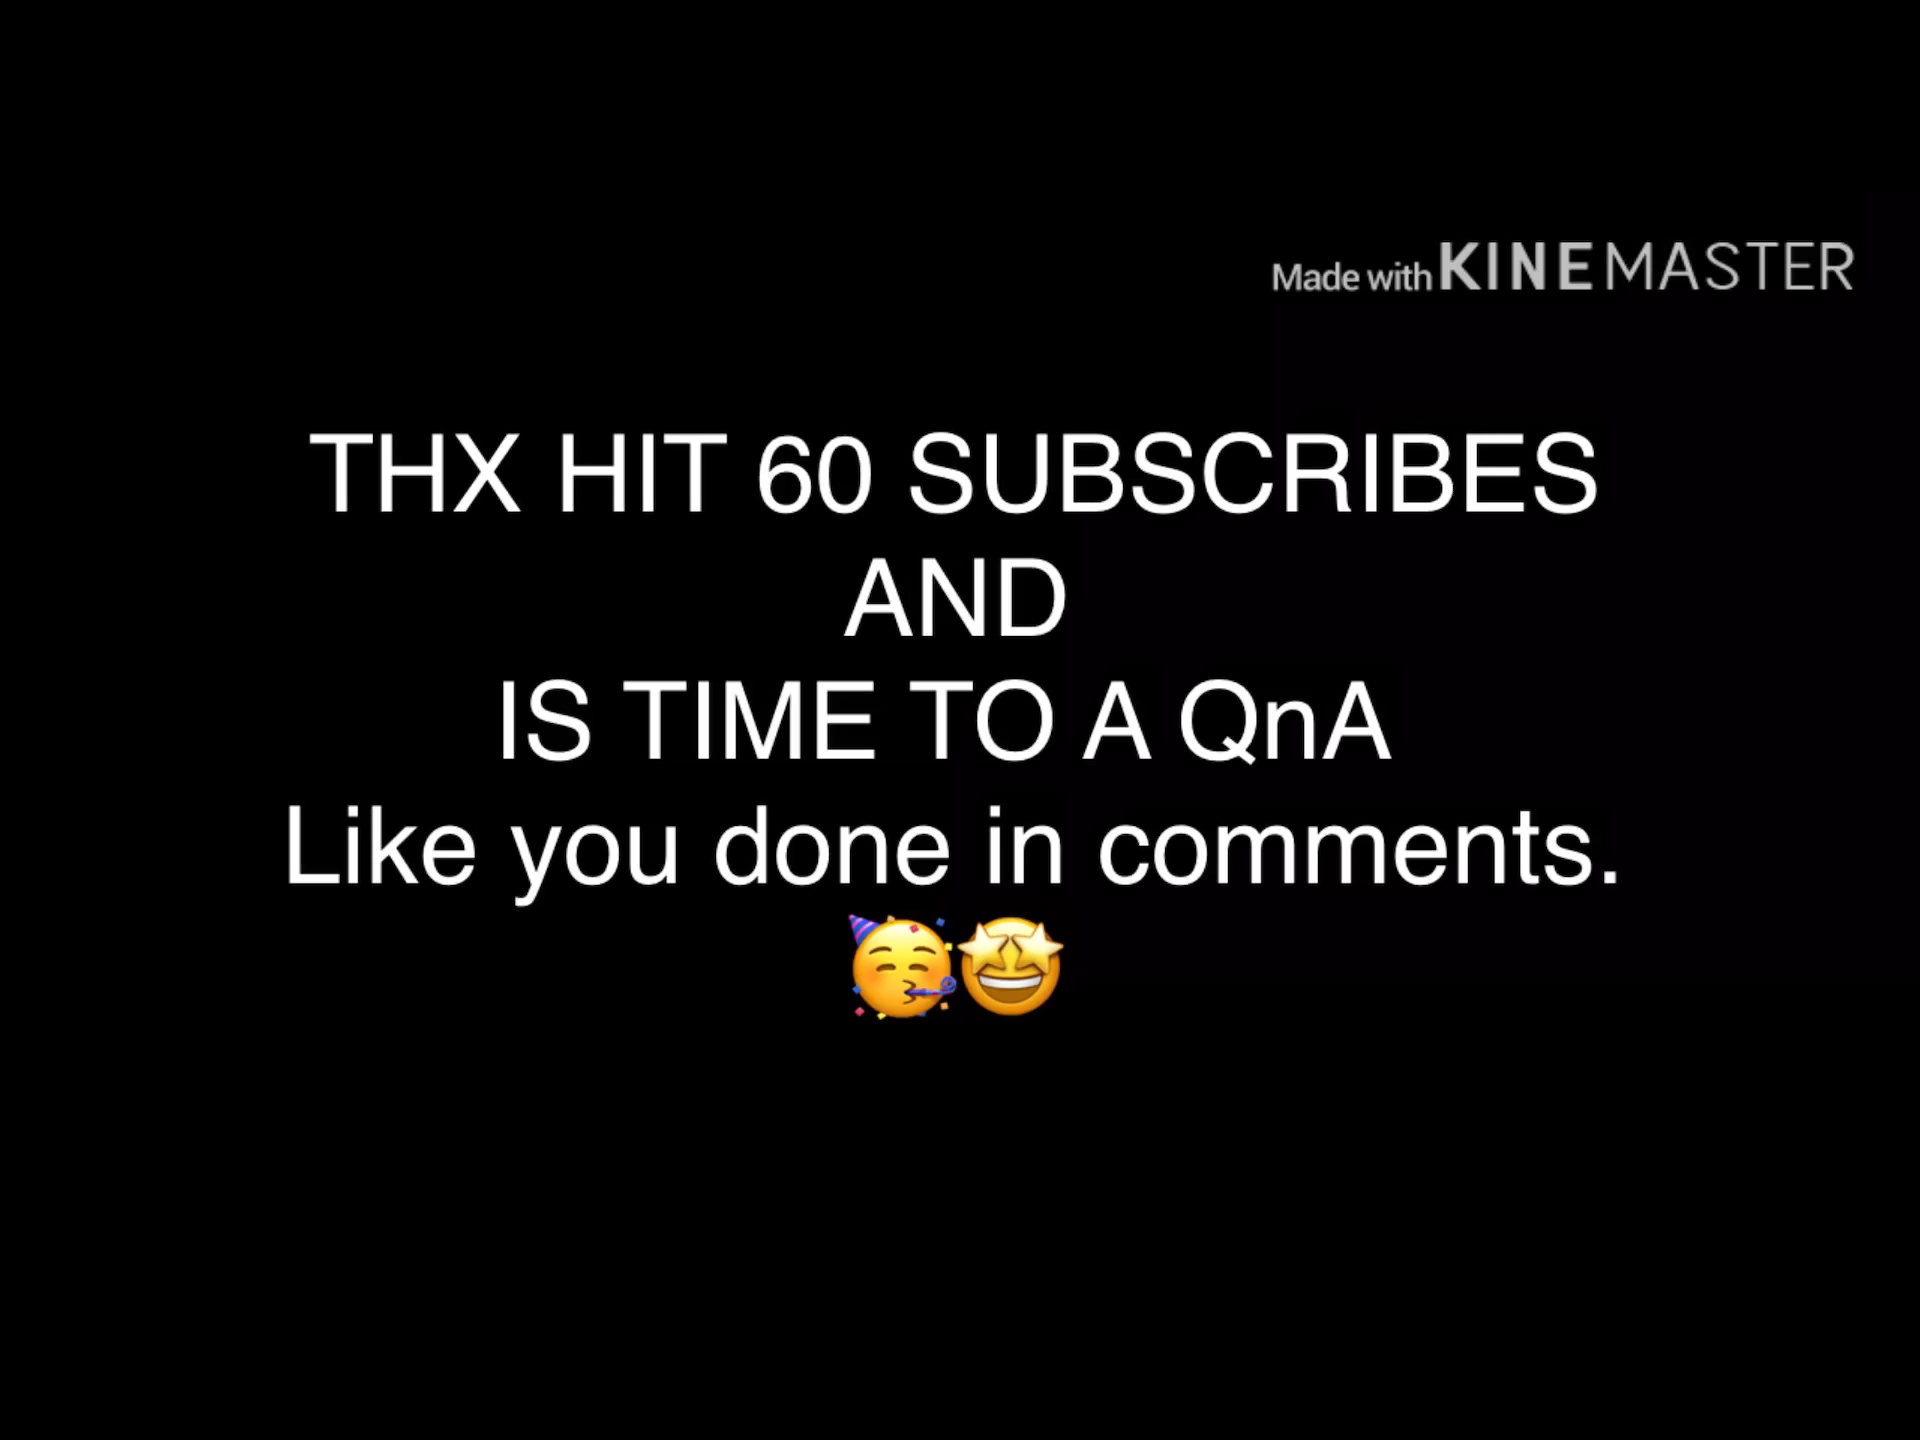 Made with KINEMASTER
THX HIT 60 SUBSCRIBES
AND
IS TIME TO A QnA
Like you done in comments.
🥳🤩